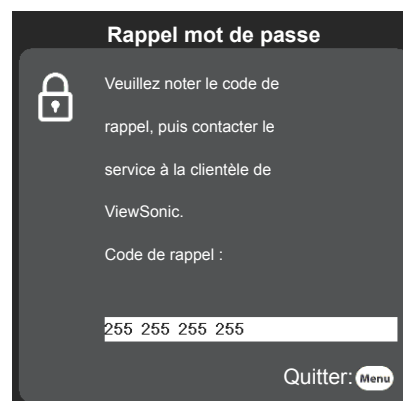 Rappel mot de passe
Veuillez noter le code de
rappel, puis contacter le
service à la clientèle de
ViewSonic.
Code de rappel :
255 255 255 255
Quitter: Menu